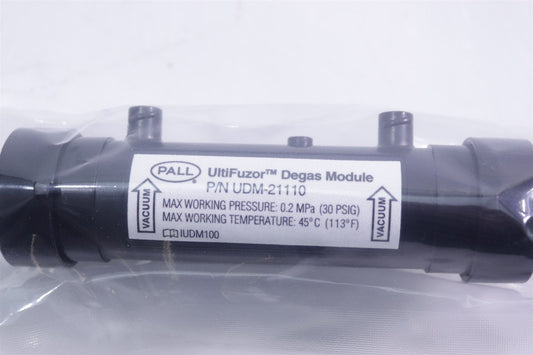 PALL UltiFuzor™ Degas Module
P/N UDM-21110
VACUUM
MAX WORKING PRESSURE: 0.2 MPa (30 PSIG)
MAX WORKING TEMPERATURE: 45°C (113°F)
VACUUM
IUDM100